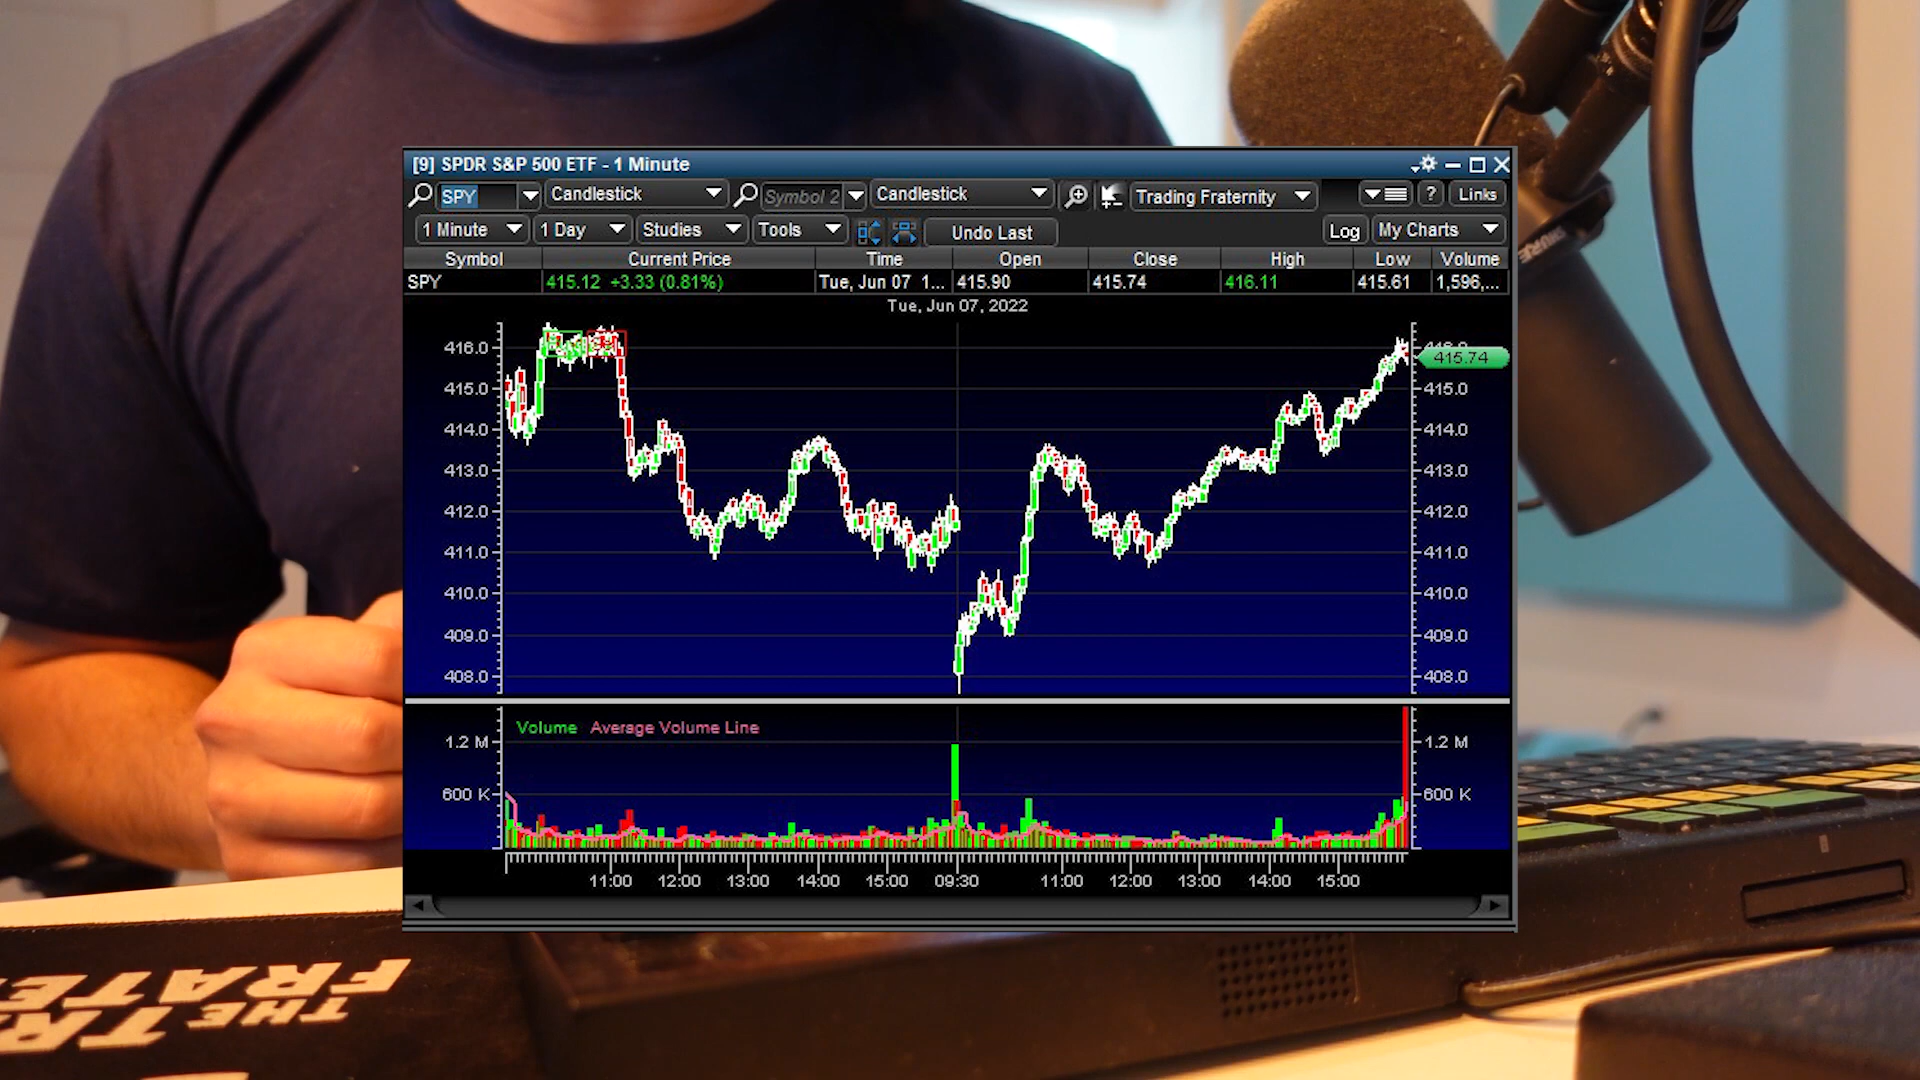 [9] SPDR S&P 500 ETF - 1 Minute
SPY Candlestick Symbol 2 Candlestick Trading Fraternity ? Links
1 Minute 1 Day Studies Tools Undo Last Log My Charts
Symbol Current Price Time Open Close High Low Volume
SPY 415.12 +3.33 (0.81%) Tue, Jun 07 1... 415.90 415.74 416.11 415.61 1,596,...
Tue, Jun 07, 2022
416.0 416.0
415.74
415.0 415.0
414.0 414.0
413.0 413.0
412.0 412.0
411.0 411.0
410.0 410.0
409.0 409.0
408.0 408.0
Volume Average Volume Line
1.2 M 1.2 M
600 K 600 K
11:00 12:00 13:00 14:00 15:00 09:30 11:00 12:00 13:00 14:00 15:00
SHURE
THE
FRATE